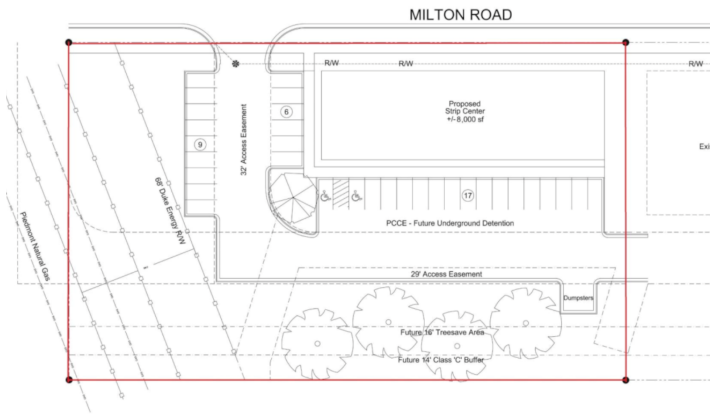 MILTON ROAD
R/W
R/W
R/W
Proposed
Strip Center
+/- 8,000 sf
6
9
32' Access Easement
Exi
68' Duke Energy R/W
17
Piedmont Natural Gas
PCCE - Future Underground Detention
29' Access Easement
Dumpsters
Future 16' Treesave Area
Future 14' Class 'C' Buffer